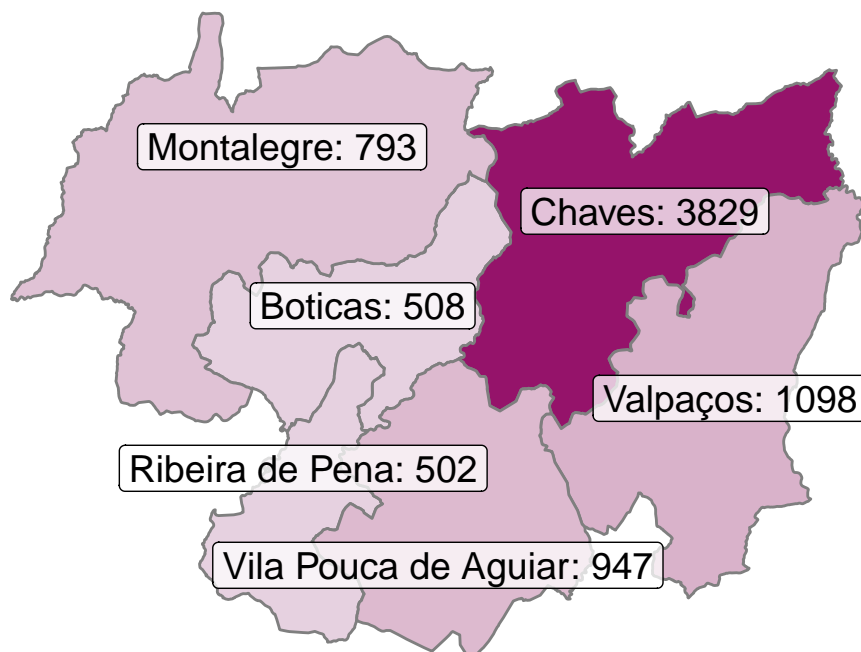 Montalegre: 793
Chaves: 3829
Boticas: 508
Valpaços: 1098
Ribeira de Pena: 502
Vila Pouca de Aguiar: 947